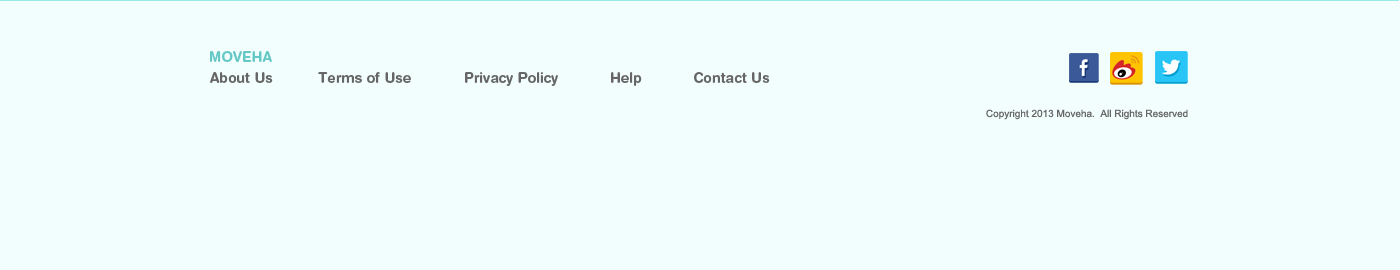 MOVEHA
About Us Terms of Use Privacy Policy Help Contact Us
Copyright 2013 Moveha. All Rights Reserved